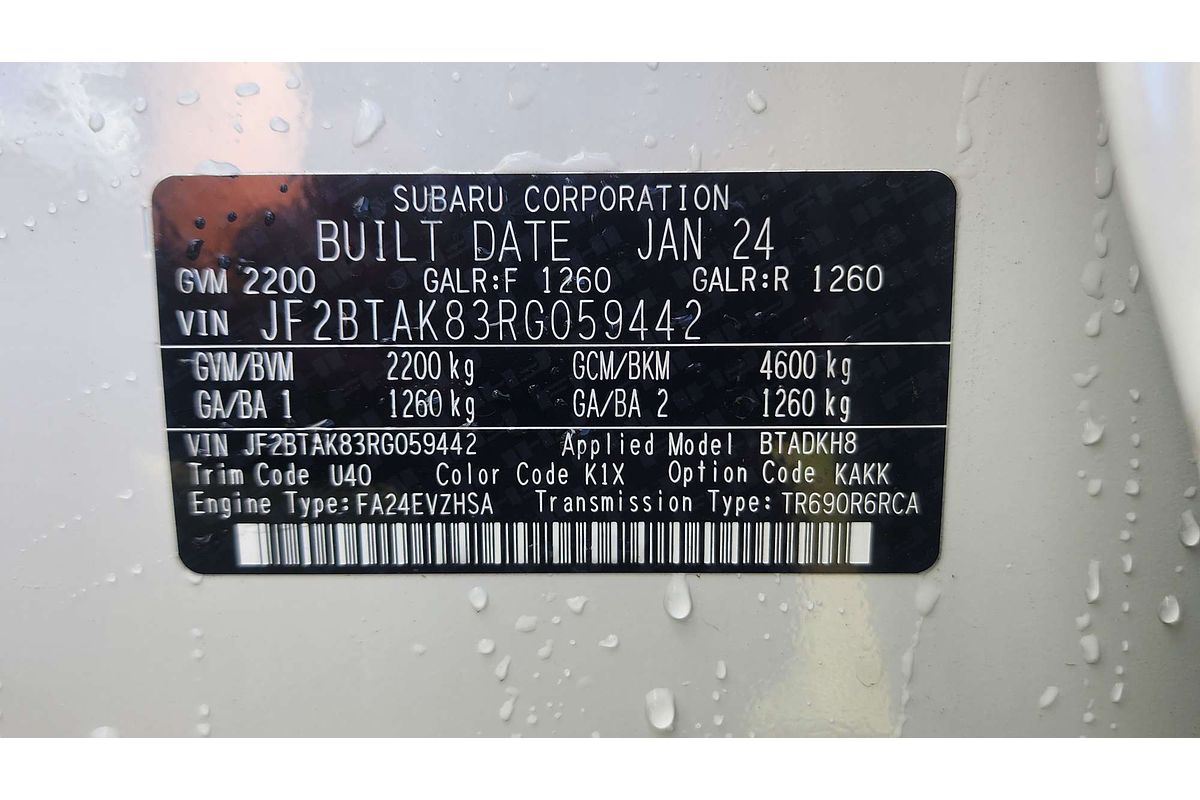 SUBARU CORPORATION
BUILT DATE JAN 24
GVM 2200 GALR:F 1260 GALR:R 1260
VIN JF2BTAK83RG059442
GVM/BVM 2200 kg GCM/BKM 4600 kg
GA/BA 1 1260 kg GA/BA 2 1260 kg
VIN JF2BTAK83RG059442 Applied Model BTADKH8
Trim Code U40 Color Code K1X Option Code KAKK
Engine Type:FA24EVZHSA Transmission Type:TR690R6RCA